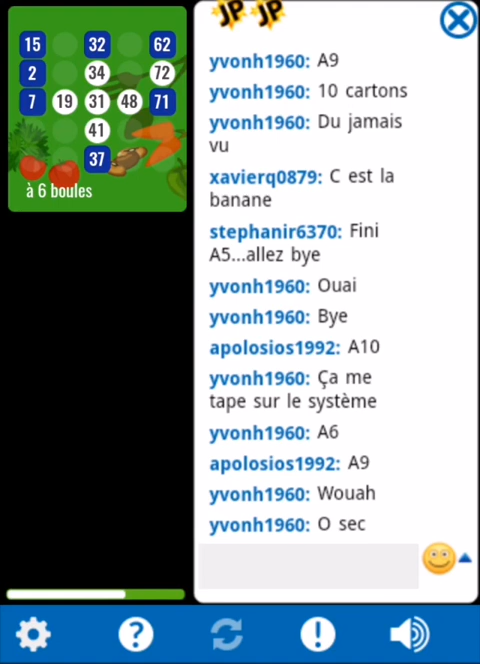 15 32 62
2 34 72
7 19 31 48 71
41
37
à 6 boules
JP JP
yvonh1960: A9
yvonh1960: 10 cartons
yvonh1960: Du jamais
vu
xavierq0879: C est la
banane
stephanir6370: Fini
A5...allez bye
yvonh1960: Ouai
yvonh1960: Bye
apolosios1992: A10
yvonh1960: Ça me
tape sur le système
yvonh1960: A6
apolosios1992: A9
yvonh1960: Wouah
yvonh1960: O sec